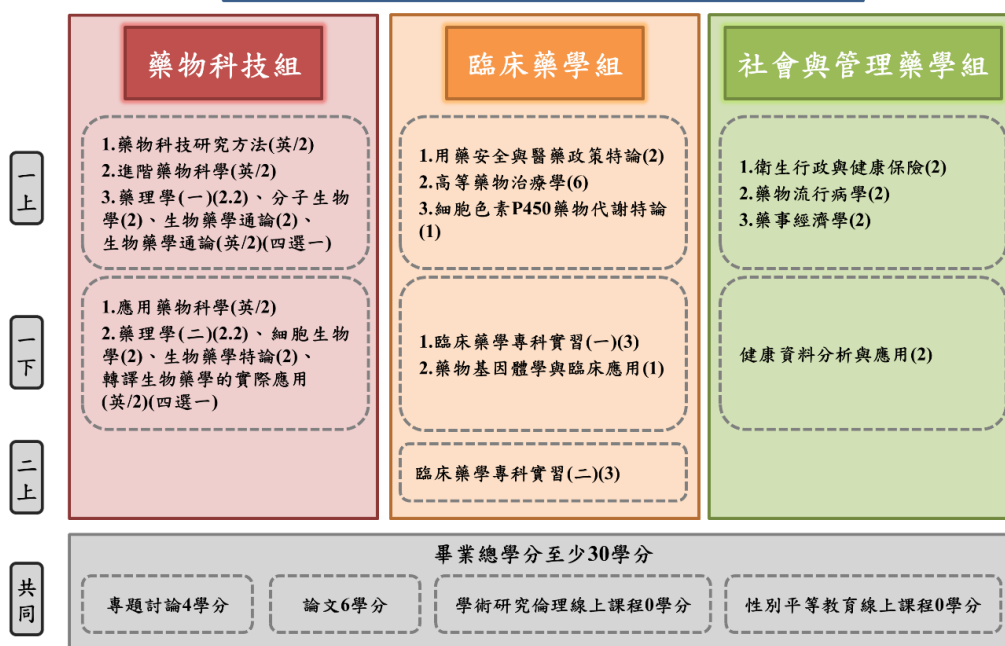 藥物科技組
臨床藥學組
社會與管理藥學組
一上
1.藥物科技研究方法(英/2)
2.進階藥物科學(英/2)
3.藥理學(一)(2.2)、分子生物
學(2)、生物藥學通論(2)、
生物藥學通論(英/2)(四選一)
1.用藥安全與醫藥政策特論(2)
2.高等藥物治療學(6)
3.細胞色素P450藥物代謝特論
(1)
1.衛生行政與健康保險(2)
2.藥物流行病學(2)
3.藥事經濟學(2)
一下
1.應用藥物科學(英/2)
2.藥理學(二)(2.2)、細胞生物
學(2)、生物藥學特論(2)、
轉譯生物藥學的實際應用
(英/2)(四選一)
1.臨床藥學專科實習(一)(3)
2.藥物基因體學與臨床應用(1)
健康資料分析與應用(2)
二上
臨床藥學專科實習(二)(3)
共同
畢業總學分至少30學分
專題討論4學分
論文6學分
學術研究倫理線上課程0學分
性別平等教育線上課程0學分